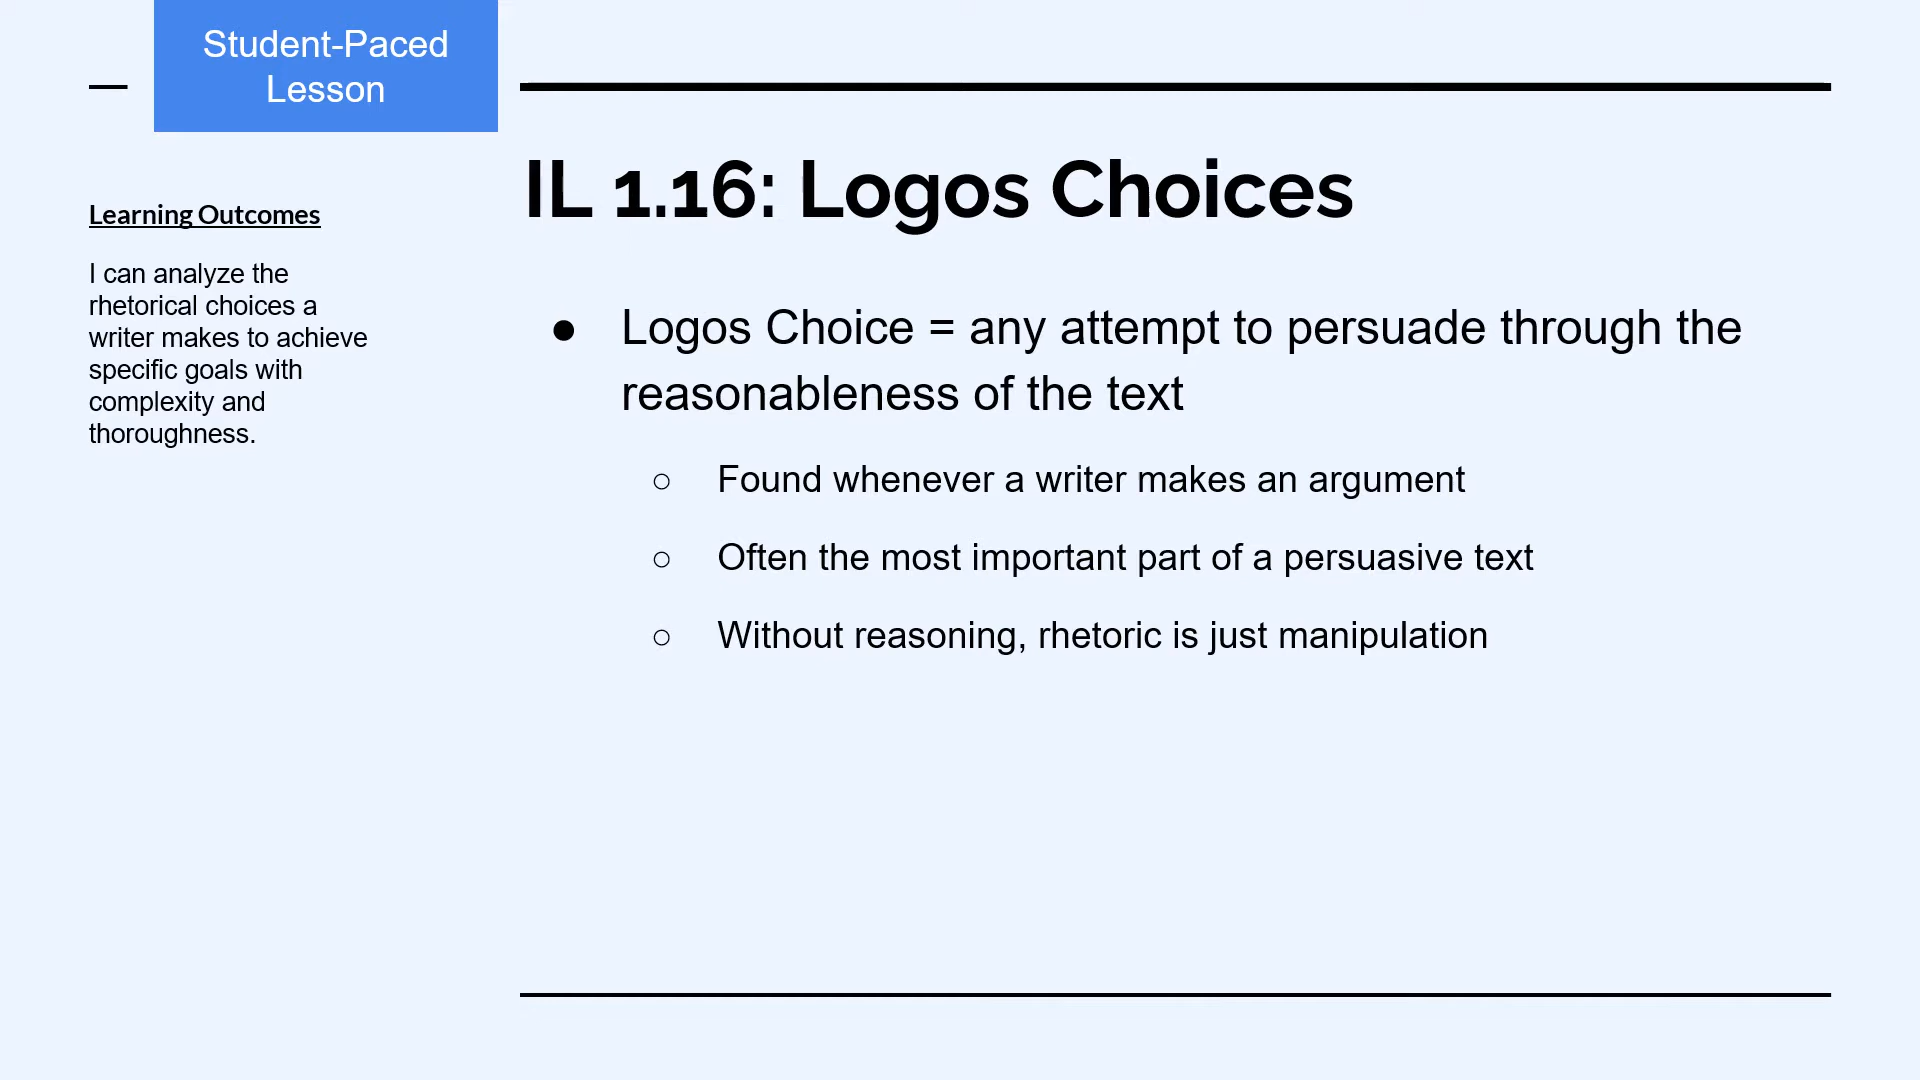 Student-Paced
Lesson
Learning Outcomes
I can analyze the
rhetorical choices a
writer makes to achieve
specific goals with
complexity and
thoroughness.
IL 1.16: Logos Choices
● Logos Choice = any attempt to persuade through the
reasonableness of the text
○ Found whenever a writer makes an argument
○ Often the most important part of a persuasive text
○ Without reasoning, rhetoric is just manipulation